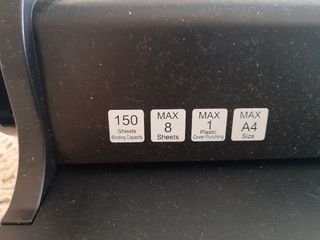 150
Sheets
Binding Capacity
MAX
8
Sheets
MAX
1
Plastic
Cover Punching
MAX
A4
Size